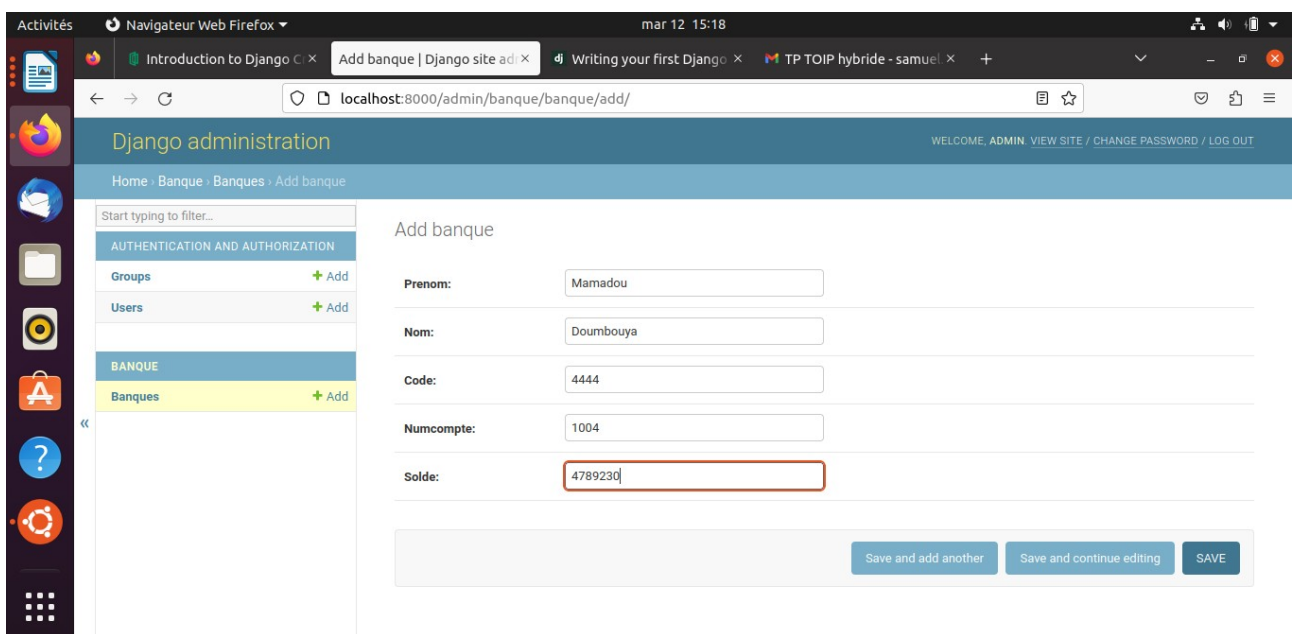 Activités Navigateur Web Firefox mar 12 15:18
Introduction to Django C Add banque | Django site ad Writing your first Django TP TOIP hybride - samuel.
localhost:8000/admin/banque/banque/add/
Django administration WELCOME, ADMIN. VIEW SITE / CHANGE PASSWORD / LOG OUT
Home › Banque › Banques › Add banque
Start typing to filter...
Add banque
AUTHENTICATION AND AUTHORIZATION
Groups + Add
Prenom: Mamadou
Users + Add
Nom: Doumbouya
BANQUE
Code: 4444
Banques + Add
«
Numcompte: 1004
Solde: 4789230
Save and add another Save and continue editing SAVE